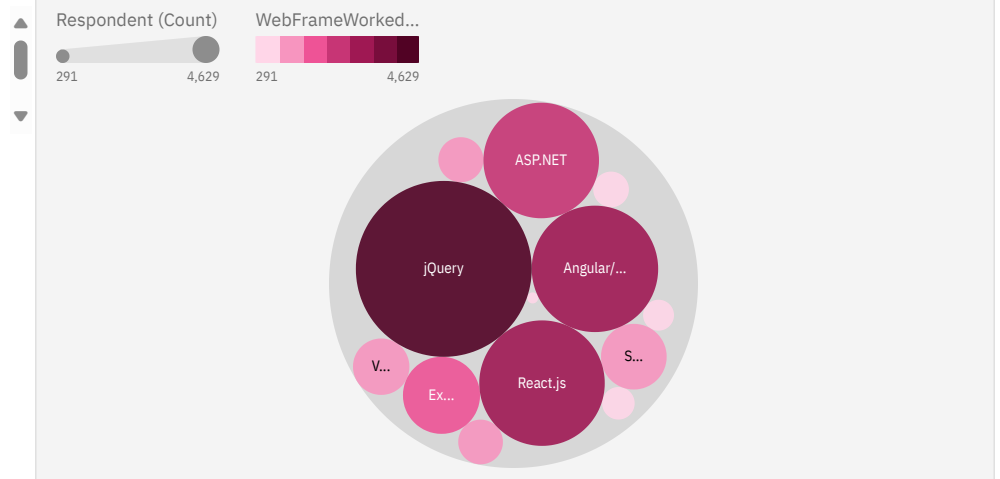 Respondent (Count)
WebFrameWorked...
291
4,629
291
4,629
ASP.NET
jQuery
Angular/...
V...
Ex...
React.js
S...